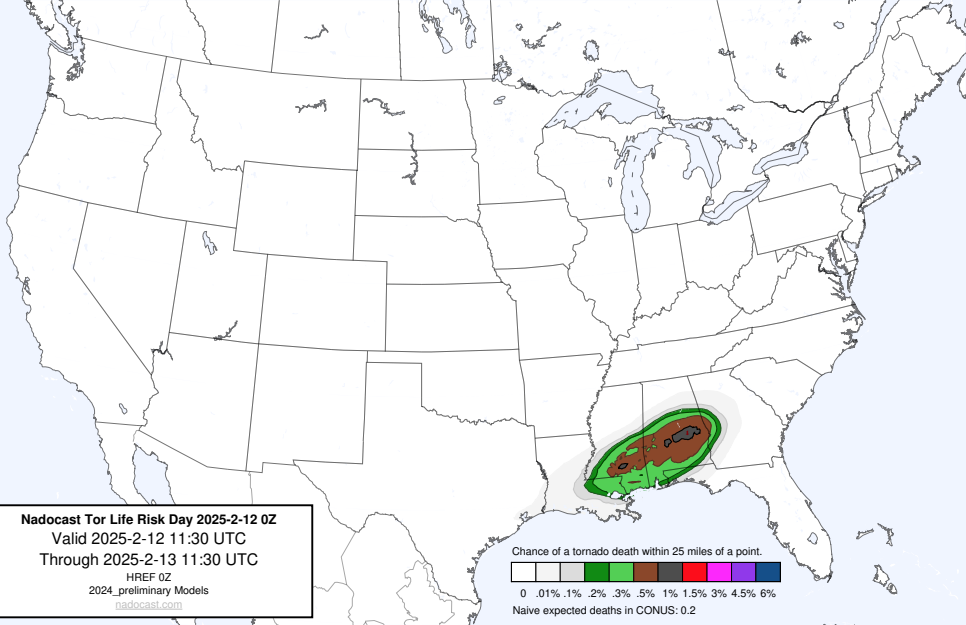 Nadocast Tor Life Risk Day 2025-2-12 0Z
Valid 2025-2-12 11:30 UTC
Through 2025-2-13 11:30 UTC
HREF 0Z
2024_preliminary Models
nadocast.com
Chance of a tornado death within 25 miles of a point.
0 .01% .1% .2% .3% .5% 1% 1.5% 3% 4.5% 6%
Naive expected deaths in CONUS: 0.2